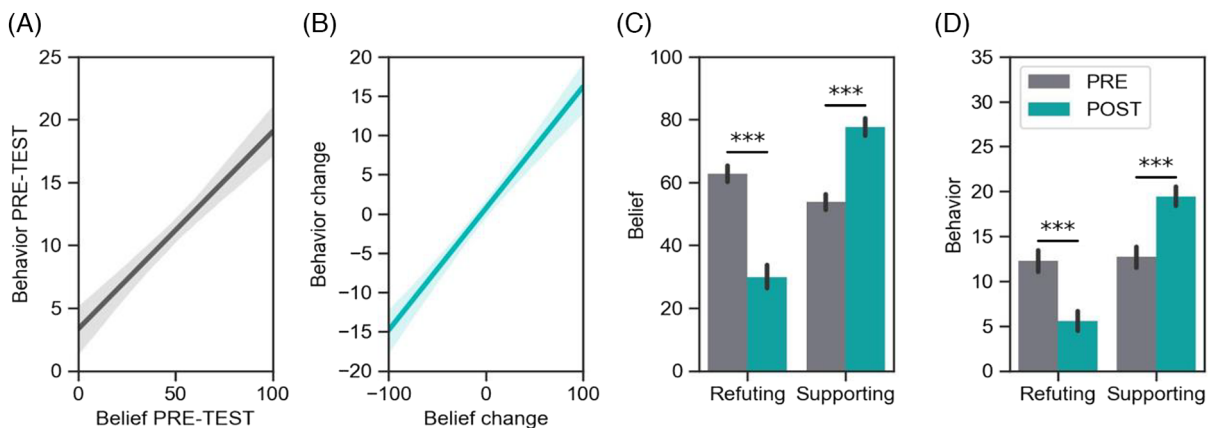 (A)
Behavior PRE-TEST
25
20
15
10
5
0
0
50
100
Belief PRE-TEST
(B)
Behavior change
20
15
10
5
0
−5
−10
−15
−20
−100
0
100
Belief change
(C)
Belief
100
80
60
40
20
0
***
***
Refuting
Supporting
(D)
Behavior
35
30
25
20
15
10
5
0
PRE
POST
***
***
Refuting
Supporting